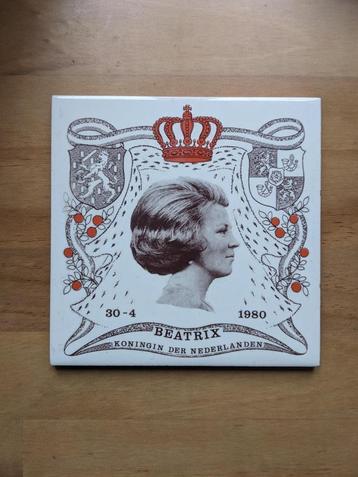 30-4 1980
BEATRIX
KONINGIN DER NEDERLANDEN